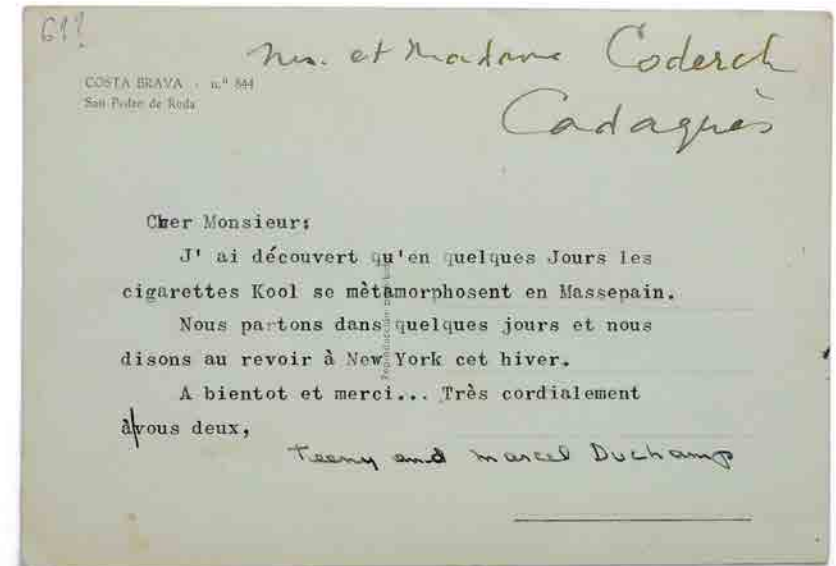 61?
Mr. et Madame Coderch
Cadaquès
COSTA BRAVA - n.º 844
San Pedro de Roda
Cher Monsieur:
J' ai découvert qu'en quelques Jours les
cigarettes Kool se mètamorphosent en Massepain.
Nous partons dans quelques jours et nous
disons au revoir à New York cet hiver.
A bientot et merci... Très cordialement
à vous deux,
Teeny and Marcel Duchamp